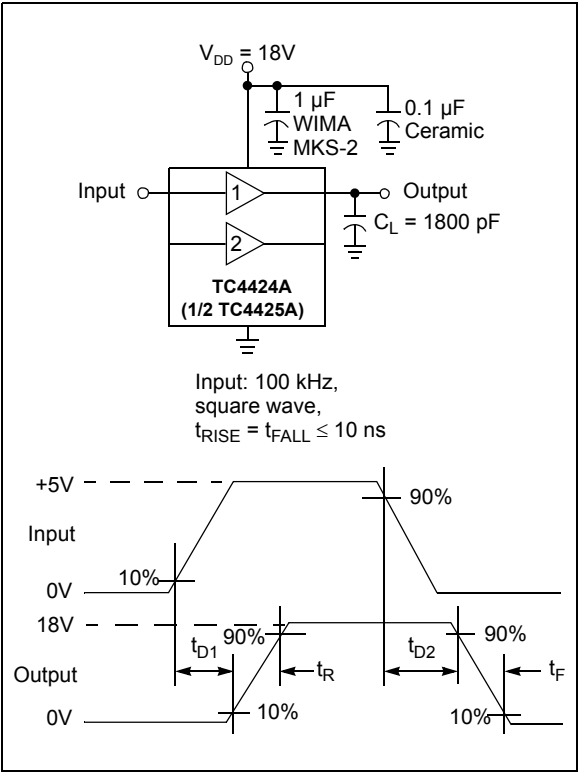 V_DD = 18V
1 µF
WIMA
MKS-2
0.1 µF
Ceramic
Input
1
Output
C_L = 1800 pF
2
TC4424A
(1/2 TC4425A)
Input: 100 kHz,
square wave,
t_RISE = t_FALL ≤ 10 ns
+5V
90%
Input
10%
0V
18V
90%
t_D1
t_R
t_D2
90%
t_F
Output
0V
10%
10%